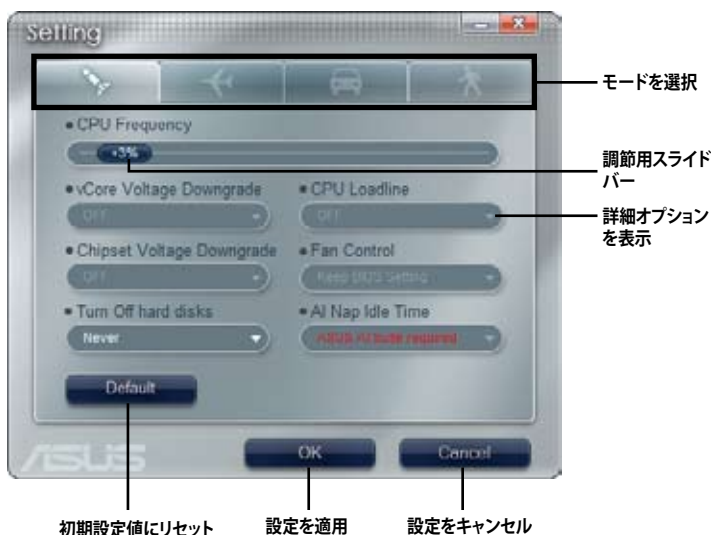 Setting
モードを選択
• CPU Frequency
+3%
調節用スライド
バー
• vCore Voltage Downgrade
• CPU Loadline
OFF
OFF
詳細オプション
を表示
• Chipset Voltage Downgrade
• Fan Control
OFF
Keep BIOS Setting
• Turn Off hard disks
• AI Nap Idle Time
Never
ASUS AI Suite required
Default
ASUS
OK
Cancel
初期設定値にリセット
設定を適用
設定をキャンセル